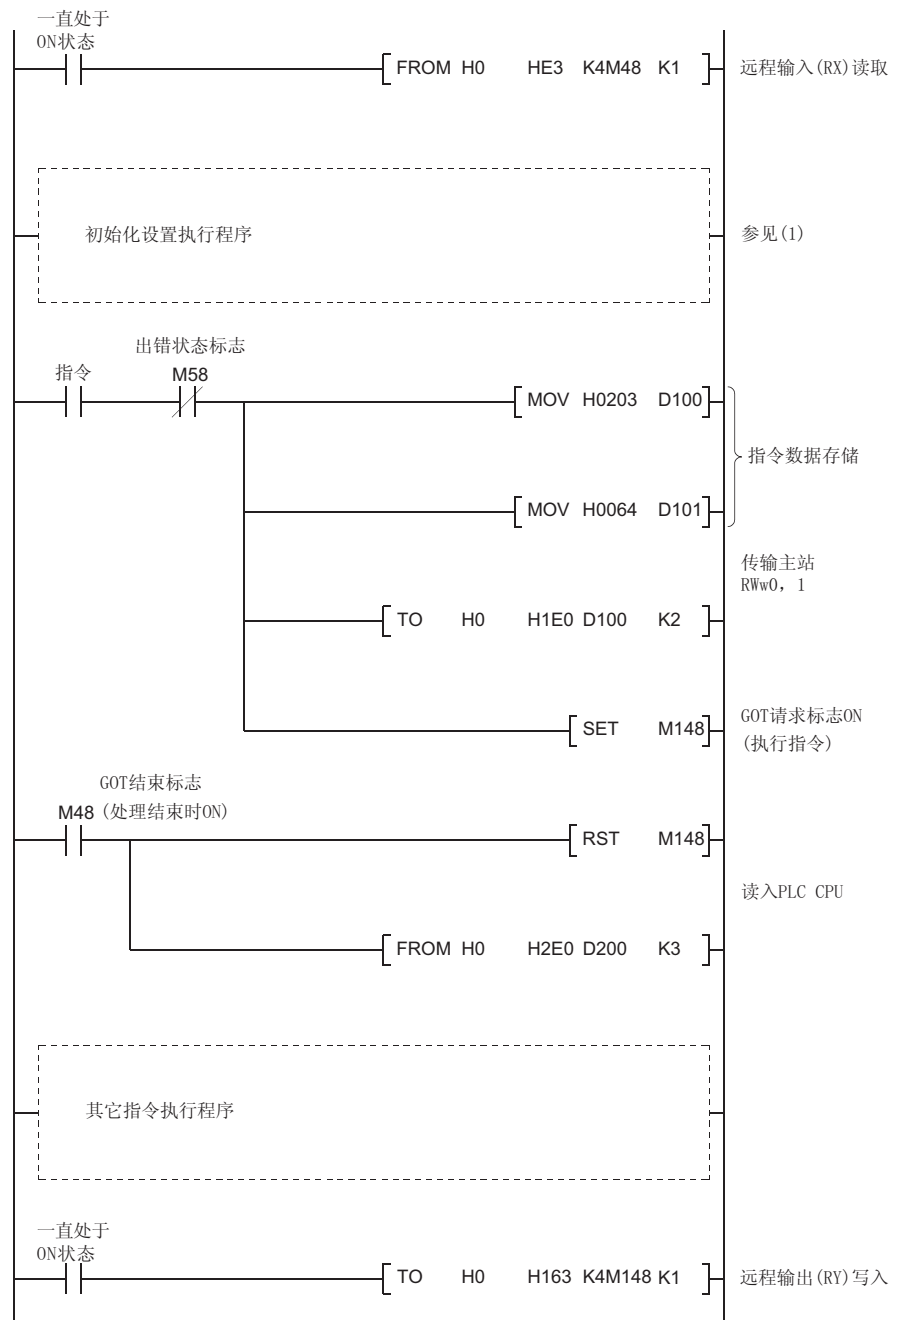 一直处于
ON状态
FROM H0 HE3 K4M48 K1 远程输入(RX)读取
初始化设置执行程序 参见(1)
出错状态标志
指令 M58
MOV H0203 D100
指令数据存储
MOV H0064 D101
传输主站
RWw0, 1
TO H0 H1E0 D100 K2
GOT请求标志ON
SET M148
(执行指令)
GOT结束标志
M48 (处理结束时ON)
RST M148
读入PLC CPU
FROM H0 H2E0 D200 K3
其它指令执行程序
一直处于
ON状态
TO H0 H163 K4M148 K1 远程输出(RY)写入